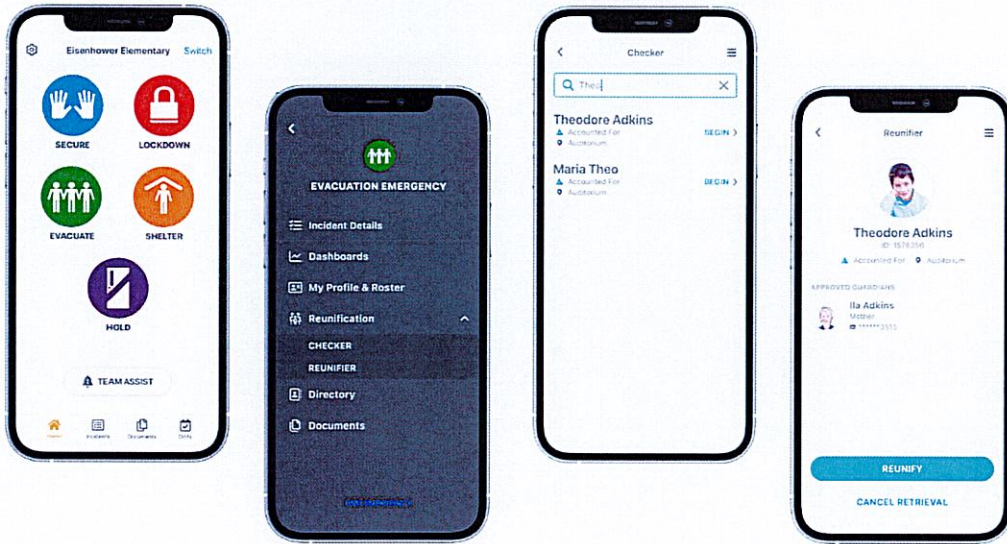 Eisenhower Elementary Switch
SECURE LOCKDOWN
EVACUATE SHELTER
HOLD
TEAM ASSIST
Home Incidents Documents Drills
EVACUATION EMERGENCY
Incident Details
Dashboards
My Profile & Roster
Reunification
CHECKER
REUNIFIER
Directory
Documents
Checker
Theo
Theodore Adkins
Accounted For BEGIN >
Auditorium
Maria Theo
Accounted For BEGIN >
Auditorium
Reunifier
Theodore Adkins
Accounted For Auditorium
APPROVED GUARDIANS
Ila Adkins
Mother
REUNIFY
CANCEL RETRIEVAL